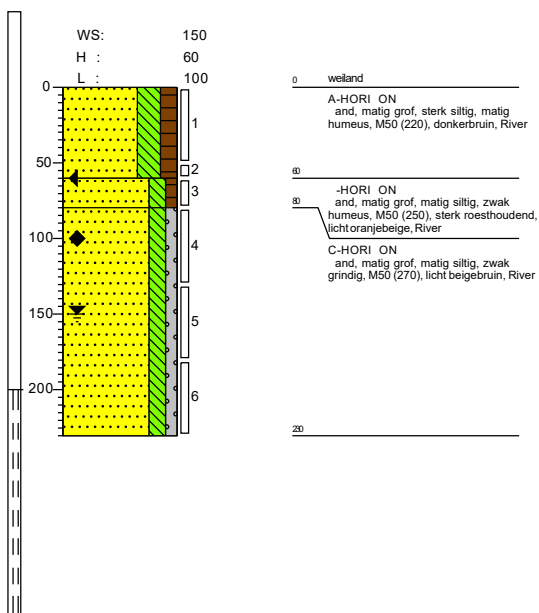 WS: 150
H : 60
L : 100
0
50
100
150
200
1
2
3
4
5
6
0 weiland
A-HORI ON
and, matig grof, sterk siltig, matig
humeus, M50 (220), donkerbruin, River
60
-HORI ON
and, matig grof, matig siltig, zwak
humeus, M50 (250), sterk roesthoudend,
lichtoranjebeige, River
80
C-HORI ON
and, matig grof, matig siltig, zwak
grindig, M50 (270), licht beigebruin, River
230